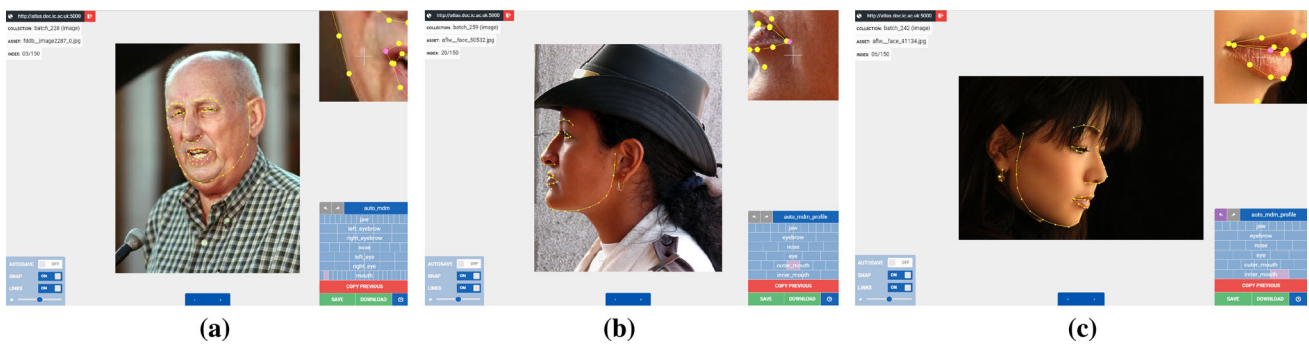 http://atlas.doc.ic.ac.uk:5000
COLLECTION: batch_228 (image)
ASSET: fddb__image2287_0.jpg
INDEX: 03/150
auto_mdm
jaw
left_eyebrow
right_eyebrow
nose
left_eye
right_eye
mouth
AUTOSAVE OFF
SNAP ON
LINKS ON
COPY PREVIOUS
SAVE DOWNLOAD
(a)
http://atlas.doc.ic.ac.uk:5000
COLLECTION: batch_259 (image)
ASSET: aflw__face_50532.jpg
INDEX: 20/150
auto_mdm_profile
jaw
eyebrow
nose
eye
outer_mouth
inner_mouth
AUTOSAVE OFF
SNAP ON
LINKS ON
COPY PREVIOUS
SAVE DOWNLOAD
(b)
http://atlas.doc.ic.ac.uk:5000
COLLECTION: batch_242 (image)
ASSET: aflw__face_41134.jpg
INDEX: 06/150
auto_mdm_profile
jaw
eyebrow
nose
eye
outer_mouth
inner_mouth
AUTOSAVE OFF
SNAP ON
LINKS ON
COPY PREVIOUS
SAVE DOWNLOAD
(c)